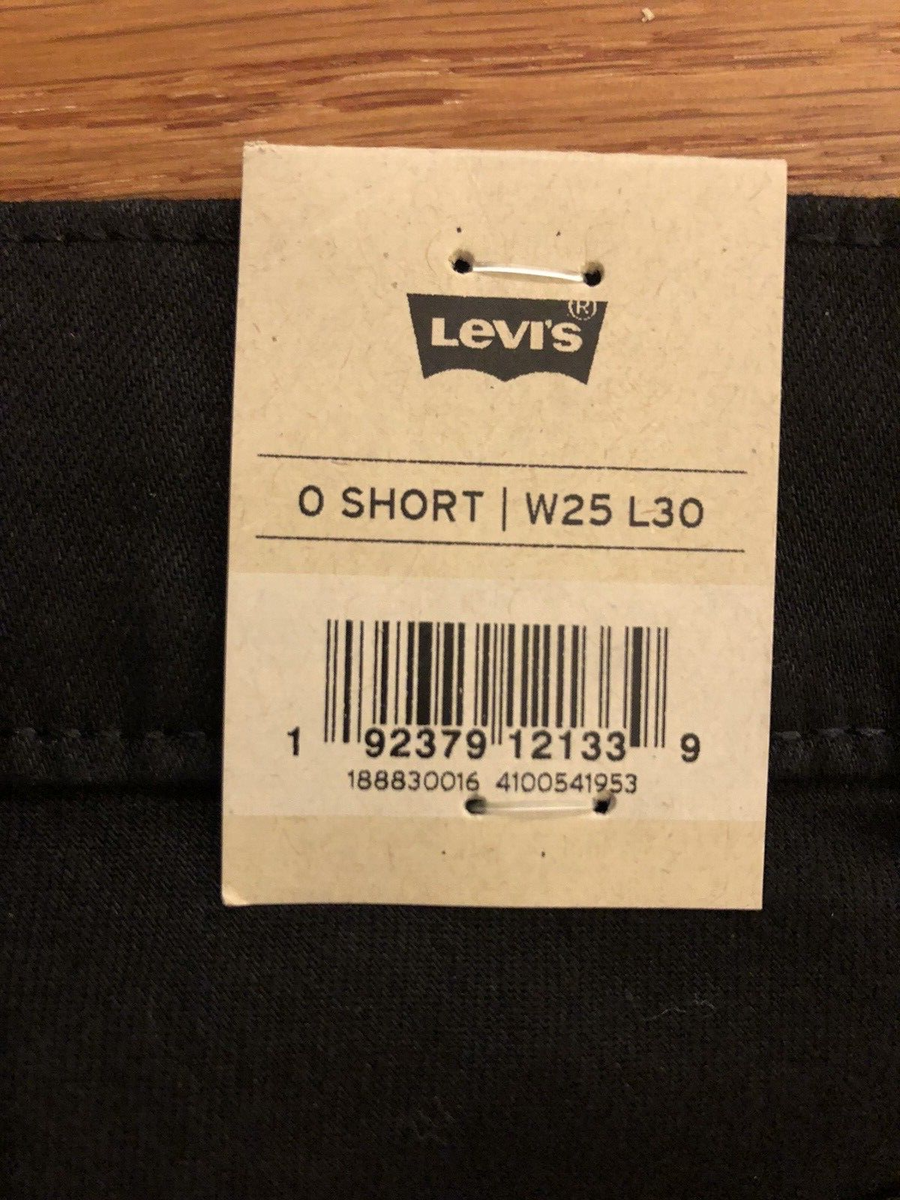 Levi's®
0 SHORT | W25 L30
1 92379 12133 9
188830016 4100541953